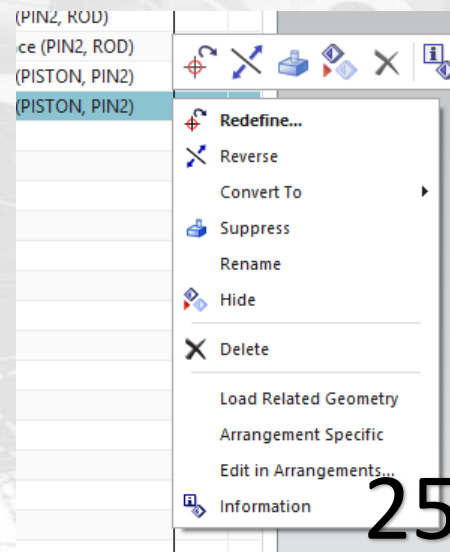 (PIN2, ROD)
ce (PIN2, ROD)
(PISTON, PIN2)
(PISTON, PIN2)
Redefine...
Reverse
Convert To
Suppress
Rename
Hide
Delete
Load Related Geometry
Arrangement Specific
Edit in Arrangements...
Information
25